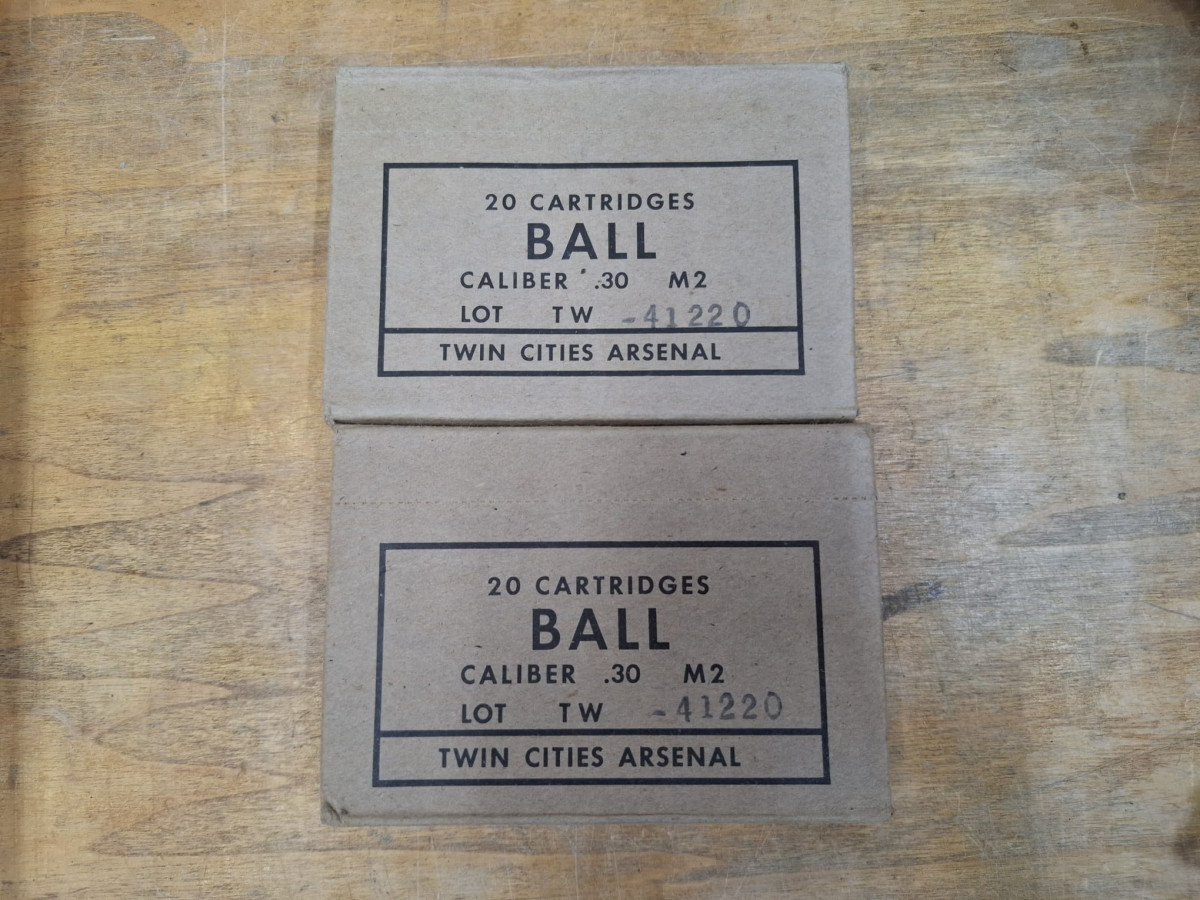 20 CARTRIDGES
BALL
CALIBER .30 M2
LOT TW -41220
TWIN CITIES ARSENAL
20 CARTRIDGES
BALL
CALIBER .30 M2
LOT TW -41220
TWIN CITIES ARSENAL